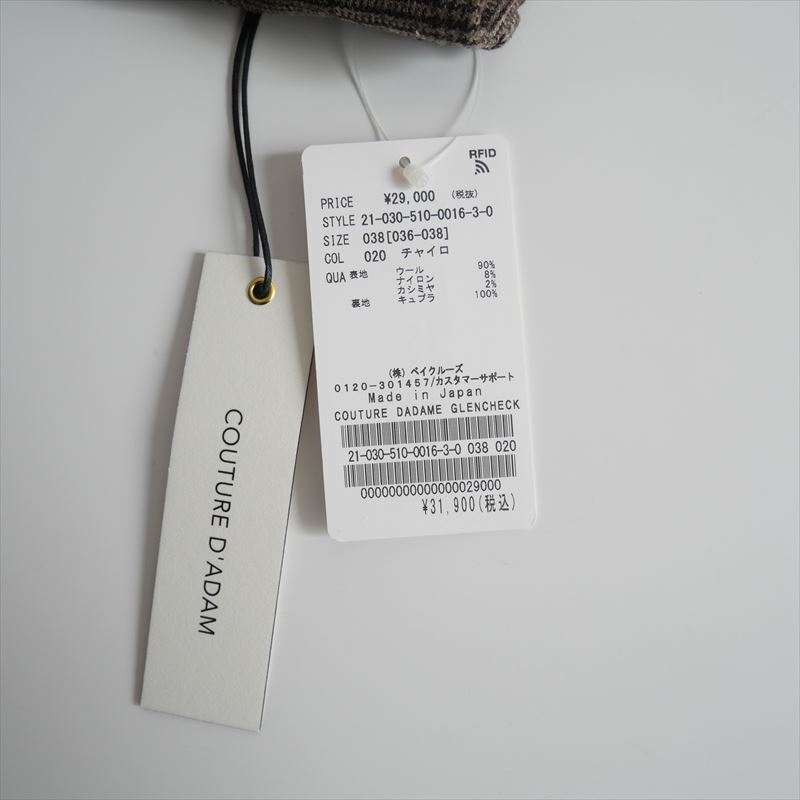 RFID
PRICE ¥29,000 (税抜)
STYLE 21-030-510-0016-3-0
SIZE 038[036-038]
COL 020 チャイロ
QUA 表地 ウール 90%
ナイロン 8%
カシミヤ 2%
裏地 キュプラ 100%
(株) ベイクルーズ
0120-301457/カスタマーサポート
Made in Japan
COUTURE DADAME GLENCHECK
21-030-510-0016-3-0 038 020
00000000000000029000
¥31,900(税込)
COUTURE D'ADAM